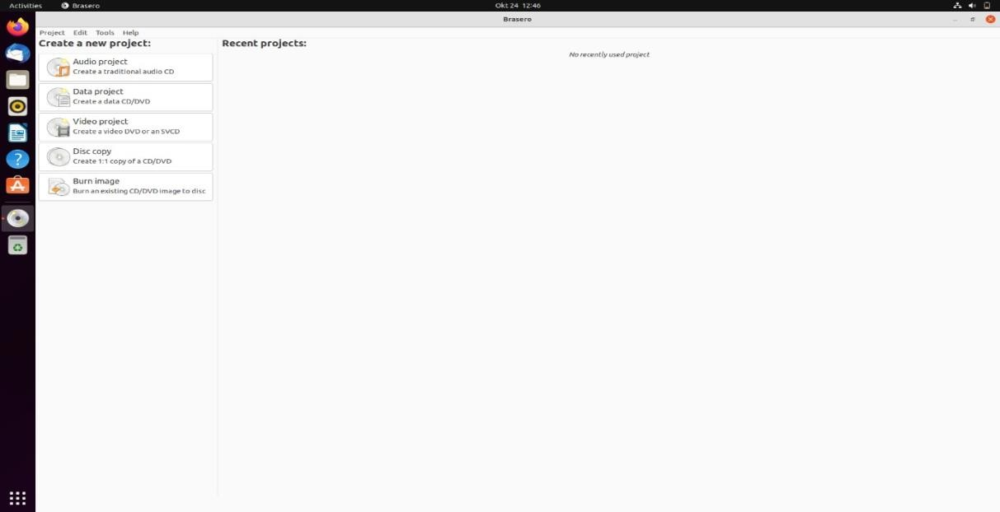 Activities Brasero Okt 24 12:46
Brasero
Project Edit Tools Help
Create a new project:
Audio project
Create a traditional audio CD
Data project
Create a data CD/DVD
Video project
Create a video DVD or an SVCD
Disc copy
Create 1:1 copy of a CD/DVD
Burn image
Burn an existing CD/DVD image to disc
Recent projects:
No recently used project